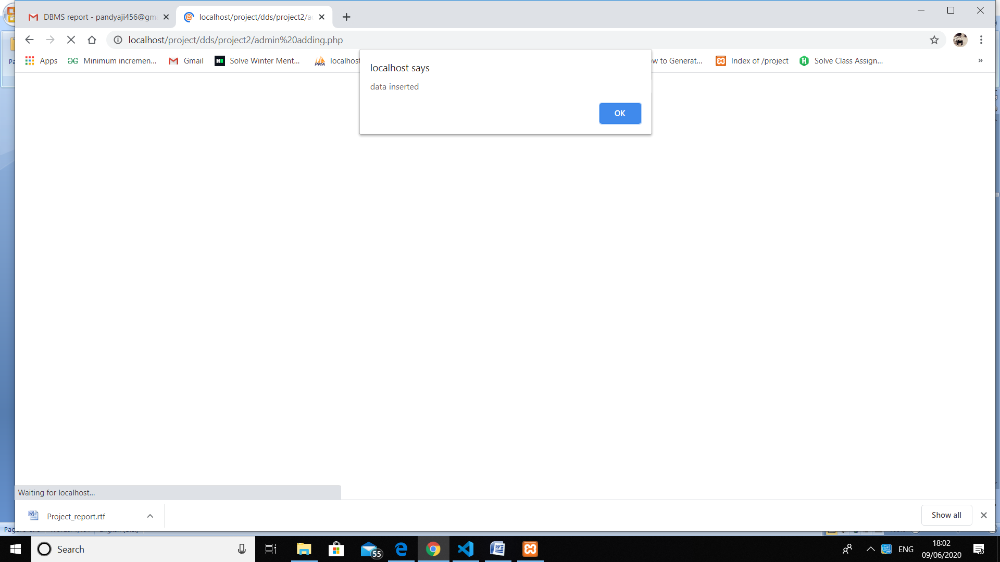 DBMS report - pandyaji456@gm
localhost/project/dds/project2/a
localhost/project/dds/project2/admin%20adding.php
Apps
Minimum incremen...
Gmail
Solve Winter Ment...
localhost
w to Generat...
Index of /project
Solve Class Assign...
»
localhost says
data inserted
OK
Waiting for localhost...
Project_report.rtf
Show all
Search
55
ENG
18:02
09/06/2020